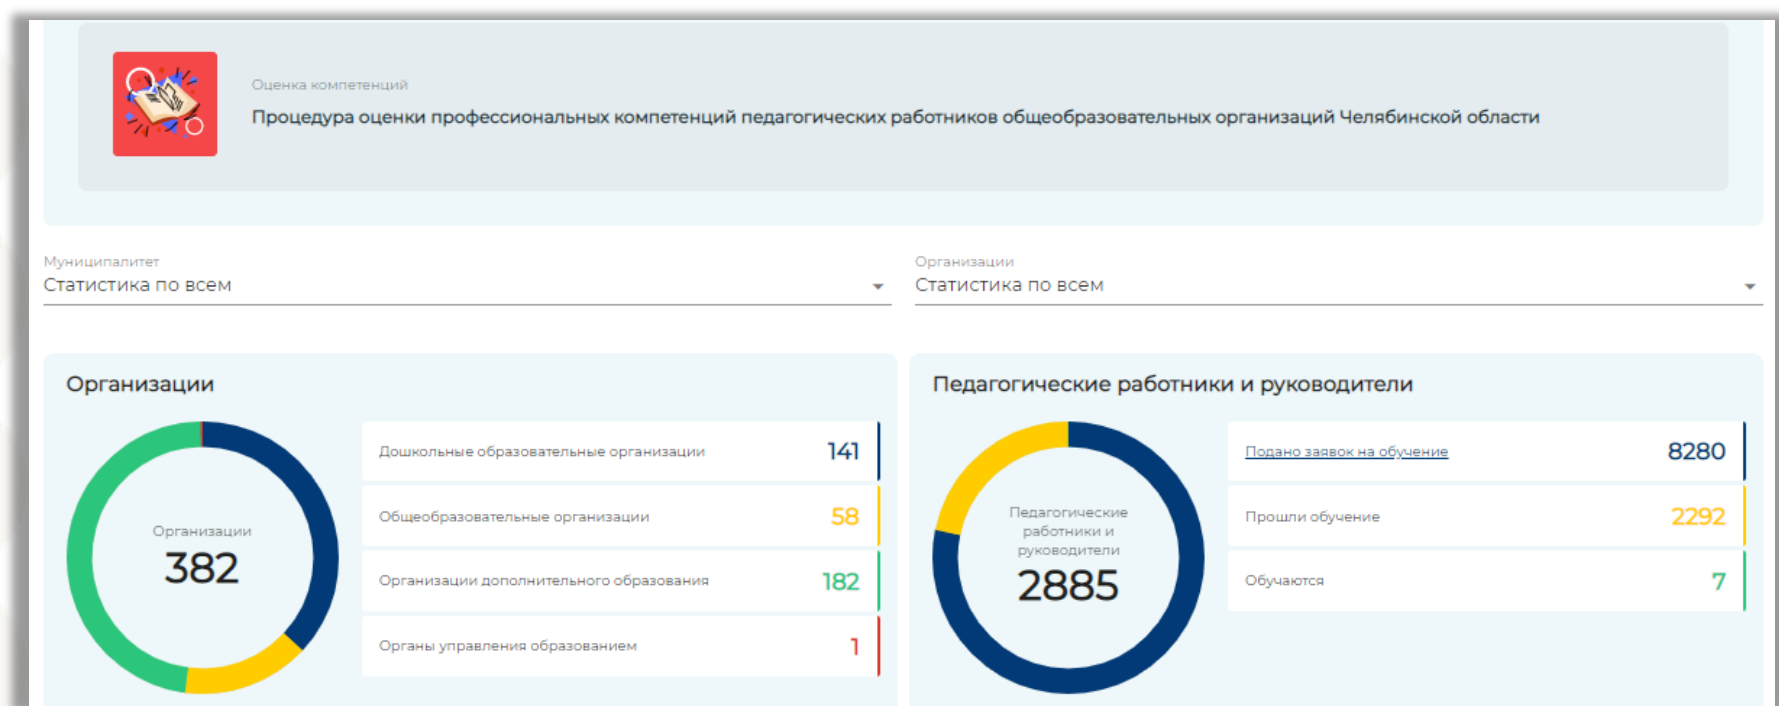 Оценка компетенций
Процедура оценки профессиональных компетенций педагогических работников общеобразовательных организаций Челябинской области
Муниципалитет
Статистика по всем
Организации
Статистика по всем
Организации
Организации
382
Дошкольные образовательные организации 141
Общеобразовательные организации 58
Организации дополнительного образования 182
Органы управления образованием 1
Педагогические работники и руководители
Педагогические
работники и
руководители
2885
Подано заявок на обучение 8280
Прошли обучение 2292
Обучаются 7